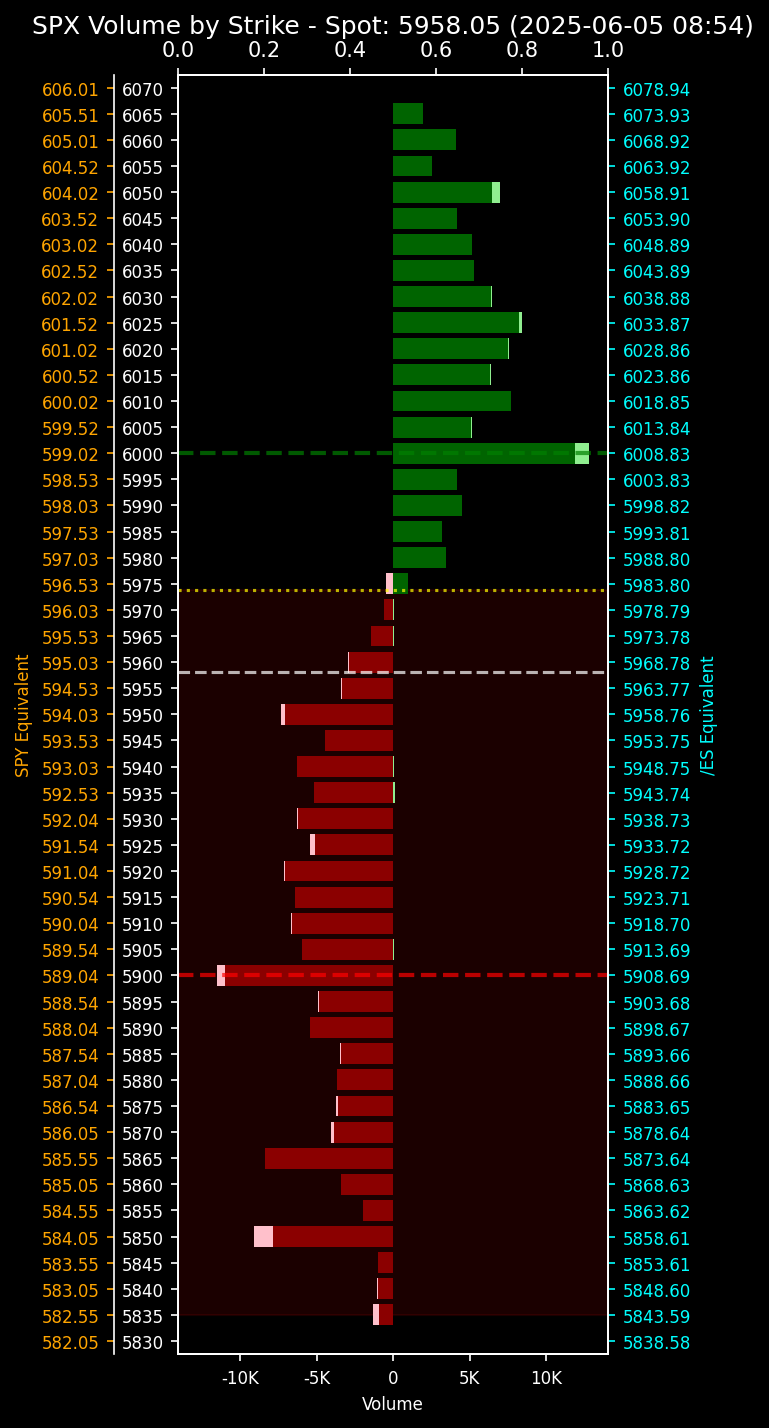 SPX Volume by Strike - Spot: 5958.05 (2025-06-05 08:54)
0.0 0.2 0.4 0.6 0.8 1.0
606.01 6070 6078.94
605.51 6065 6073.93
605.01 6060 6068.92
604.52 6055 6063.92
604.02 6050 6058.91
603.52 6045 6053.90
603.02 6040 6048.89
602.52 6035 6043.89
602.02 6030 6038.88
601.52 6025 6033.87
601.02 6020 6028.86
600.52 6015 6023.86
600.02 6010 6018.85
599.52 6005 6013.84
599.02 6000 6008.83
598.53 5995 6003.83
598.03 5990 5998.82
597.53 5985 5993.81
597.03 5980 5988.80
596.53 5975 5983.80
596.03 5970 5978.79
595.53 5965 5973.78
595.03 5960 5968.78
594.53 5955 5963.77
594.03 5950 5958.76
593.53 5945 5953.75
593.03 5940 5948.75
592.53 5935 5943.74
592.04 5930 5938.73
591.54 5925 5933.72
591.04 5920 5928.72
590.54 5915 5923.71
590.04 5910 5918.70
589.54 5905 5913.69
589.04 5900 5908.69
588.54 5895 5903.68
588.04 5890 5898.67
587.54 5885 5893.66
587.04 5880 5888.66
586.54 5875 5883.65
586.05 5870 5878.64
585.55 5865 5873.64
585.05 5860 5868.63
584.55 5855 5863.62
584.05 5850 5858.61
583.55 5845 5853.61
583.05 5840 5848.60
582.55 5835 5843.59
582.05 5830 5838.58
SPY Equivalent
/ES Equivalent
-10K -5K 0 5K 10K
Volume